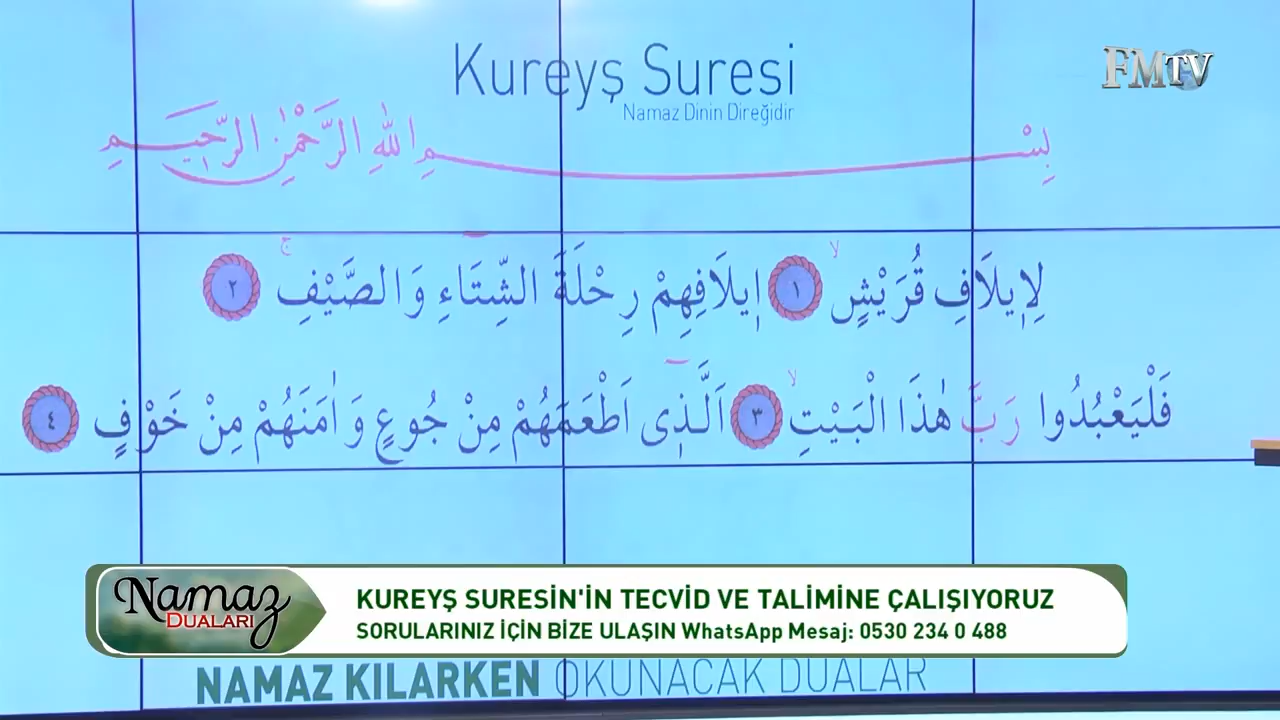 Kureyş Suresi
FMTV
Namaz Dinin Direğidir
بِسْمِ اللهِ الرَّحْمٰنِ الرَّحِيمِ
لِاِيلَافِ قُرَيْشٍۙ ١ اِيلَافِهِمْ رِحْلَةَ الشِّتَٓاءِ وَالصَّيْفِۚ ٢
فَلْيَعْبُدُوا رَبَّ هٰذَا الْبَيْتِۙ ٣ اَلَّذٖٓى اَطْعَمَهُمْ مِنْ جُوعٍ وَاٰمَنَهُمْ مِنْ خَوْفٍ ٤
Namaz
DUALARI
KUREYŞ SURESİN'İN TECVİD VE TALİMİNE ÇALIŞIYORUZ
SORULARINIZ İÇİN BİZE ULAŞIN WhatsApp Mesaj: 0530 234 0 488
NAMAZ KILARKEN OKUNACAK DUALAR